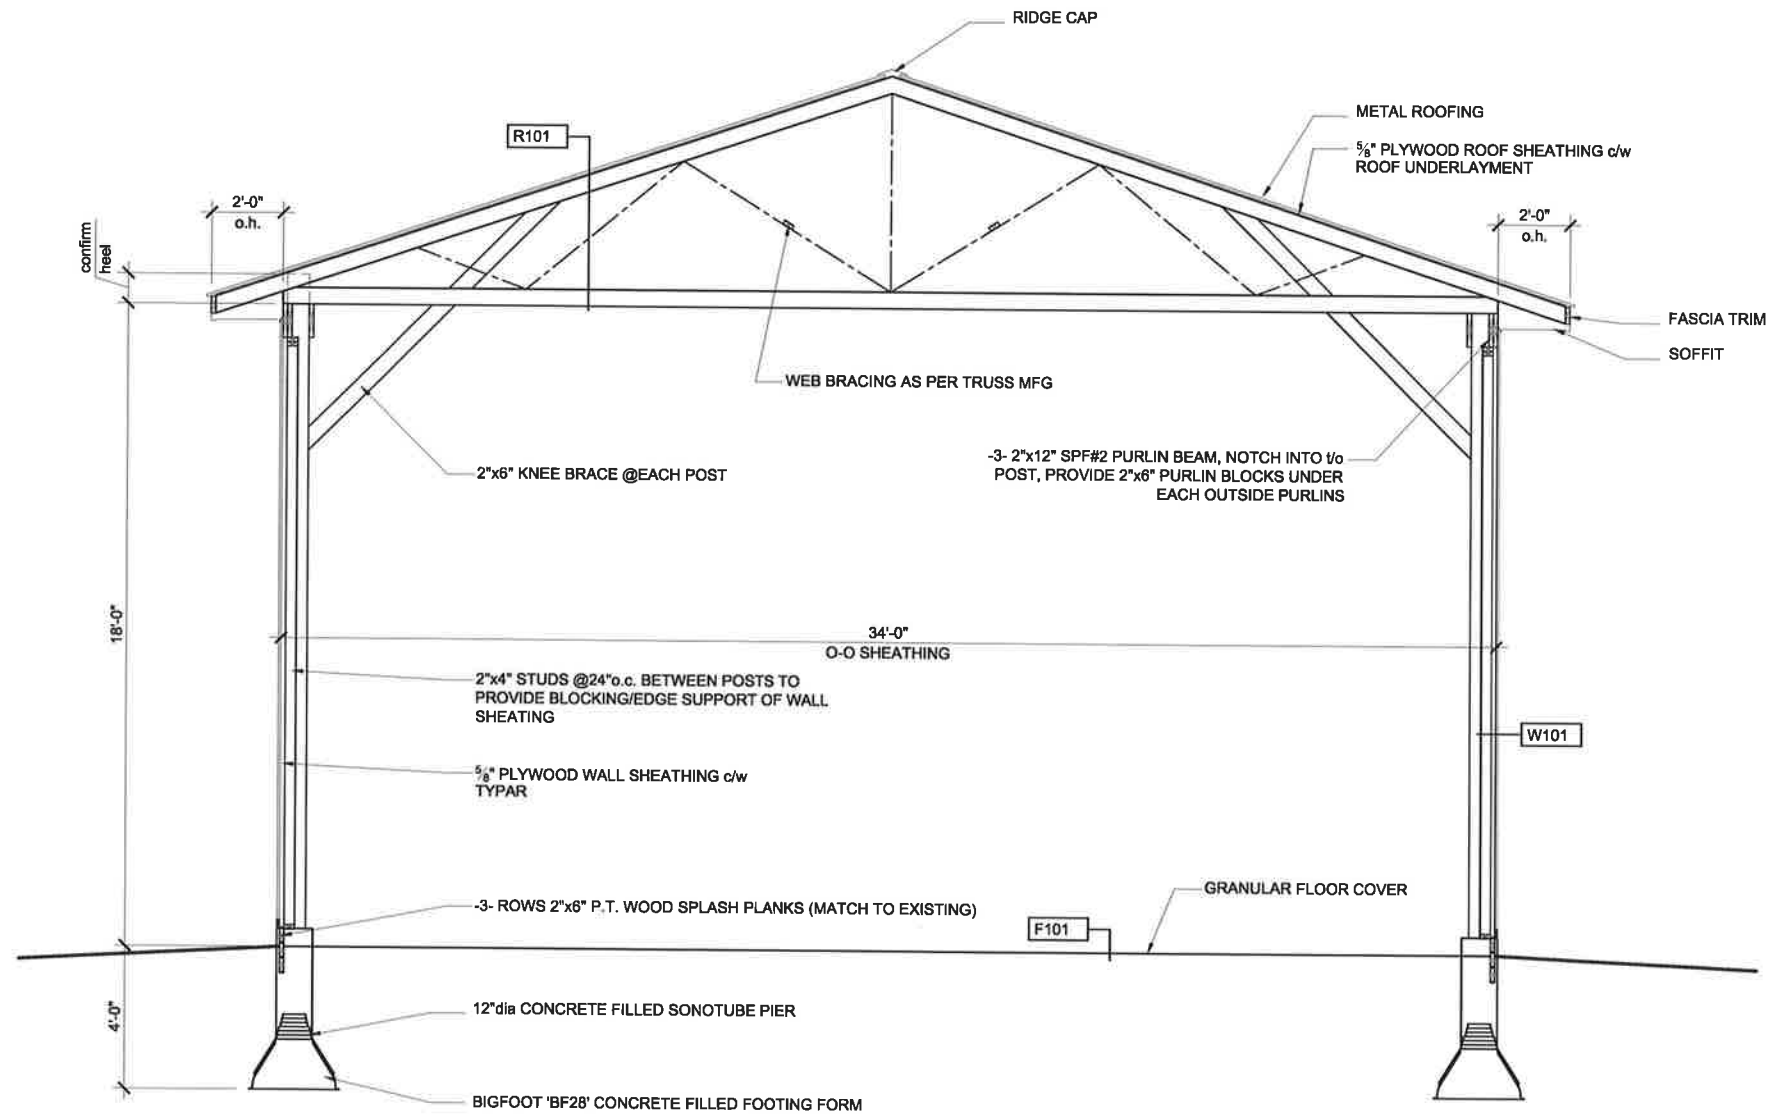 RIDGE CAP
METAL ROOFING
5/8" PLYWOOD ROOF SHEATHING c/w
ROOF UNDERLAYMENT
R101
2'-0"
o.h.
2'-0"
o.h.
confirm
heel
FASCIA TRIM
SOFFIT
WEB BRACING AS PER TRUSS MFG
2"x6" KNEE BRACE @EACH POST
-3- 2"x12" SPF#2 PURLIN BEAM, NOTCH INTO t/o
POST, PROVIDE 2"x6" PURLIN BLOCKS UNDER
EACH OUTSIDE PURLINS
18'-0"
34'-0"
O-O SHEATHING
2"x4" STUDS @24"o.c. BETWEEN POSTS TO
PROVIDE BLOCKING/EDGE SUPPORT OF WALL
SHEATING
W101
5/8" PLYWOOD WALL SHEATHING c/w
TYPAR
GRANULAR FLOOR COVER
-3- ROWS 2"x6" P.T. WOOD SPLASH PLANKS (MATCH TO EXISTING)
F101
4'-0"
12"dia CONCRETE FILLED SONOTUBE PIER
BIGFOOT 'BF28' CONCRETE FILLED FOOTING FORM